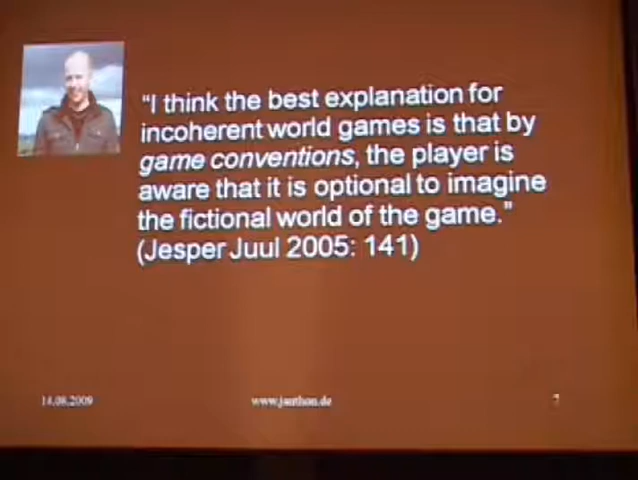 “I think the best explanation for
incoherent world games is that by
game conventions, the player is
aware that it is optional to imagine
the fictional world of the game.”
(Jesper Juul 2005: 141)
14.08.2009
www.janthon.de
7